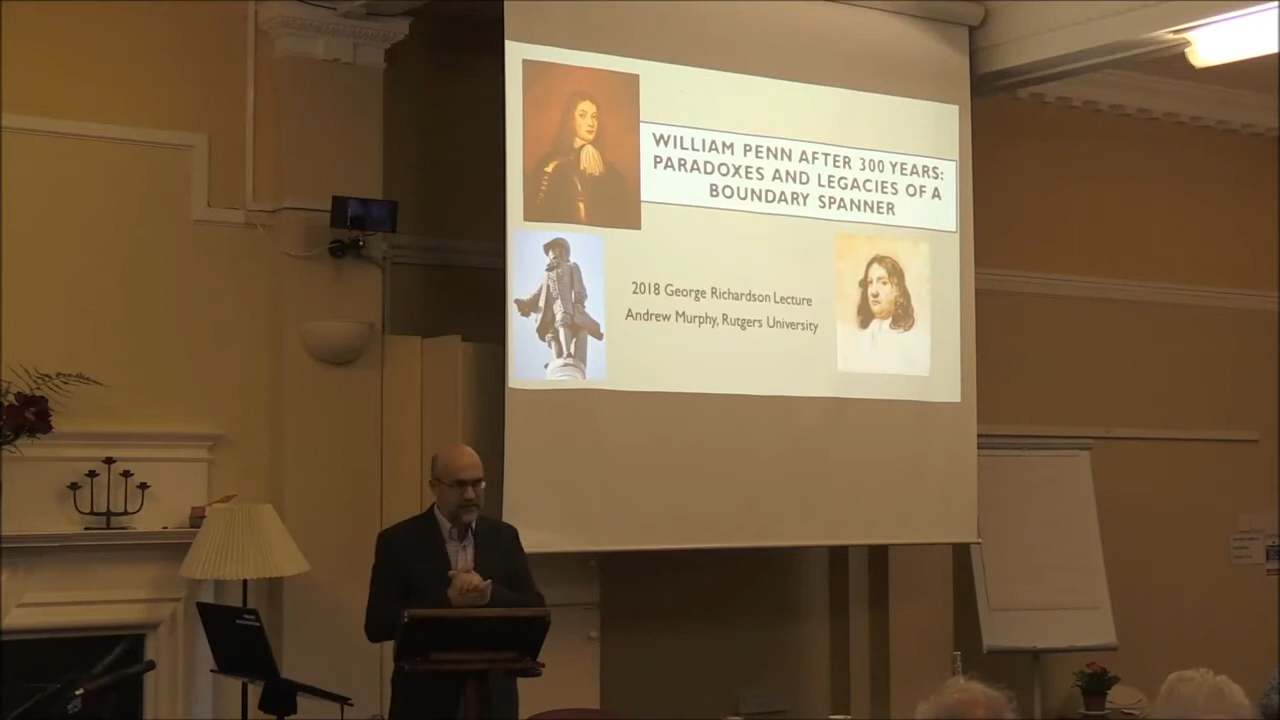 WILLIAM PENN AFTER 300 YEARS:
PARADOXES AND LEGACIES OF A
BOUNDARY SPANNER
2018 George Richardson Lecture
Andrew Murphy, Rutgers University